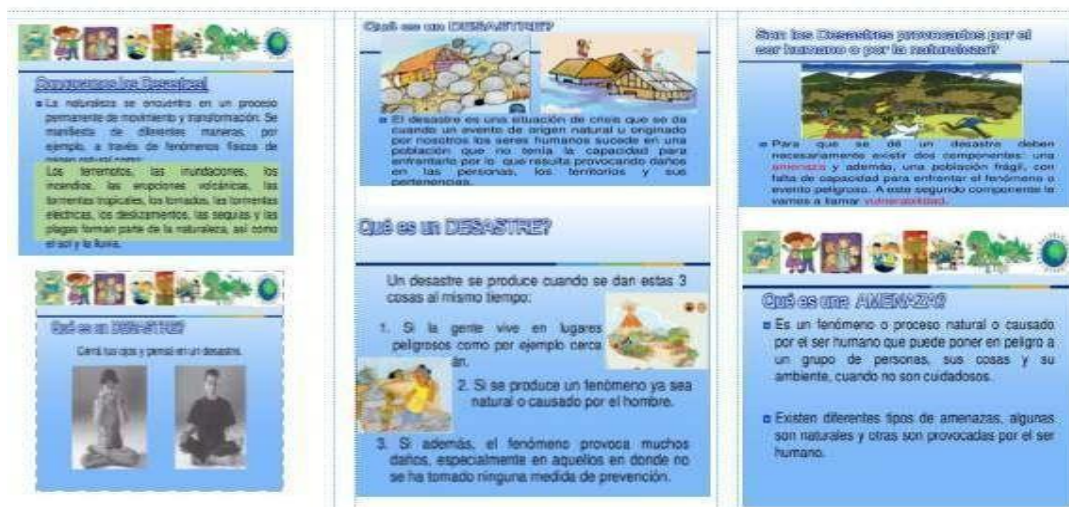 Conozcamos los Desastres!
La naturaleza se encuentra en un proceso
permanente de movimiento y transformación. Se
manifiesta de diferentes maneras, por
ejemplo, a través de fenómenos físicos de
origen natural como:
Los terremotos, las inundaciones, los
incendios, las erupciones volcánicas, las
tormentas tropicales, los tornados, las tormentas
eléctricas, los deslizamientos, las sequías y las
plagas forman parte de la naturaleza, así como
el sol y la lluvia.
Qué es un DESASTRE?
Cerrá tus ojos y pensá en un desastre.
Qué es un DESASTRE?
El desastre es una situación de crisis que se da
cuando un evento de origen natural u originado
por nosotros los seres humanos sucede en una
población que no tenía la capacidad para
enfrentarlo por lo que resulta provocando daños
en las personas, los territorios y sus
pertenencias.
Qué es un DESASTRE?
Un desastre se produce cuando se dan estas 3
cosas al mismo tiempo:
1. Si la gente vive en lugares
peligrosos como por ejemplo cerca
án.
2. Si se produce un fenómeno ya sea
natural o causado por el hombre.
3. Si además, el fenómeno provoca muchos
daños, especialmente en aquellos en donde no
se ha tomado ninguna medida de prevención.
Son los Desastres provocados por el
ser humano o por la naturaleza?
Para que se dé un desastre deben
necesariamente existir dos componentes: una
amenaza y además, una población frágil, con
falta de capacidad para enfrentar el fenómeno o
evento peligroso. A este segundo componente le
vamos a llamar vulnerabilidad.
Qué es una AMENAZA?
Es un fenómeno o proceso natural o causado
por el ser humano que puede poner en peligro a
un grupo de personas, sus cosas y su
ambiente, cuando no son cuidadosos.
Existen diferentes tipos de amenazas, algunas
son naturales y otras son provocadas por el ser
humano.